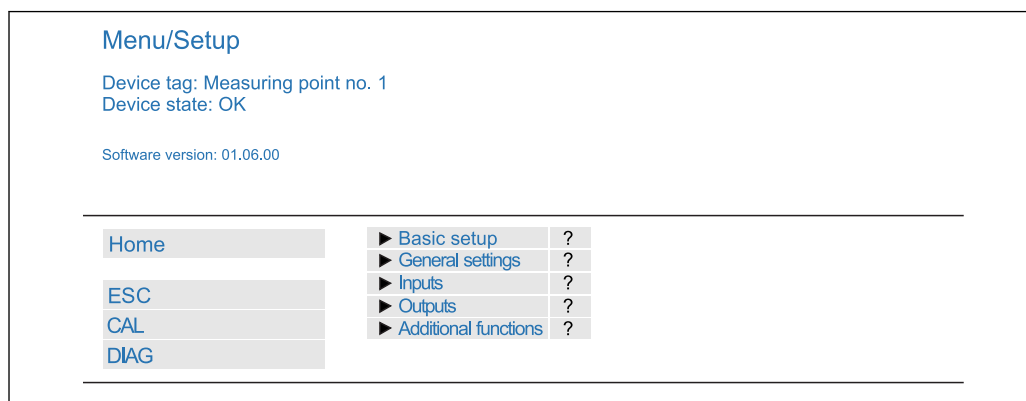 Menu/Setup
Device tag: Measuring point no. 1
Device state: OK
Software version: 01.06.00
Home
ESC
CAL
DIAG
► Basic setup ?
► General settings ?
► Inputs ?
► Outputs ?
► Additional functions ?